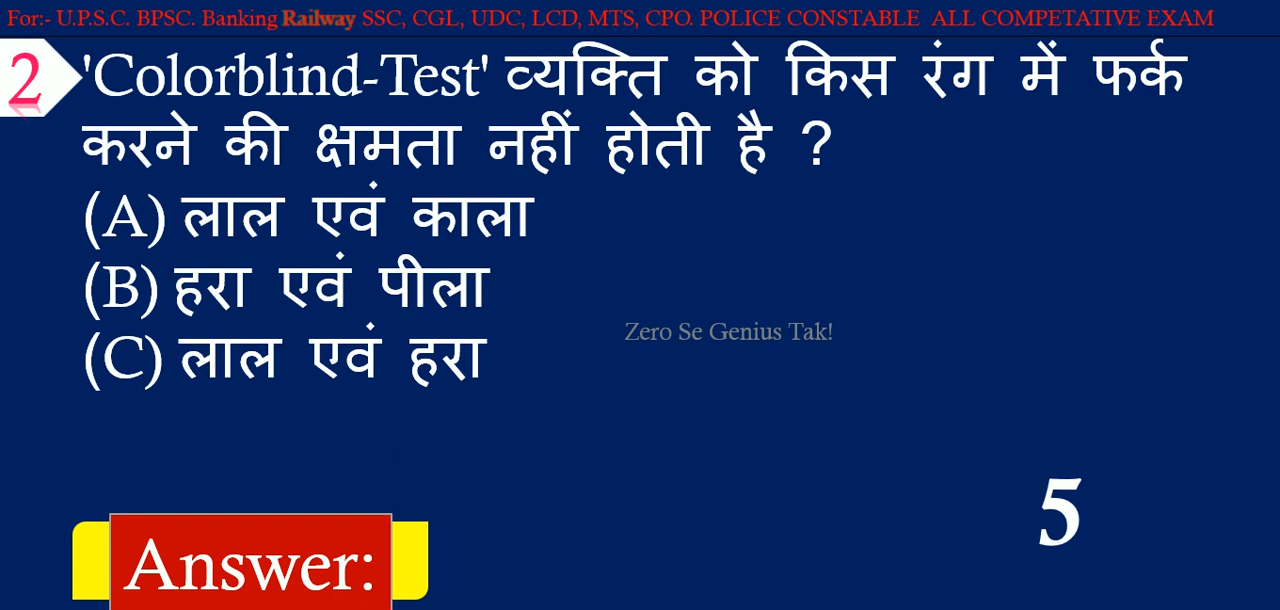 For:- U.P.S.C. BPSC. Banking Railway SSC, CGL, UDC, LCD, MTS, CPO. POLICE CONSTABLE ALL COMPETATIVE EXAM
2 'Colorblind-Test' व्यक्ति को किस रंग में फर्क
करने की क्षमता नहीं होती है ?
(A) लाल एवं काला
(B) हरा एवं पीला
Zero Se Genius Tak!
(C) लाल एवं हरा
5
Answer: